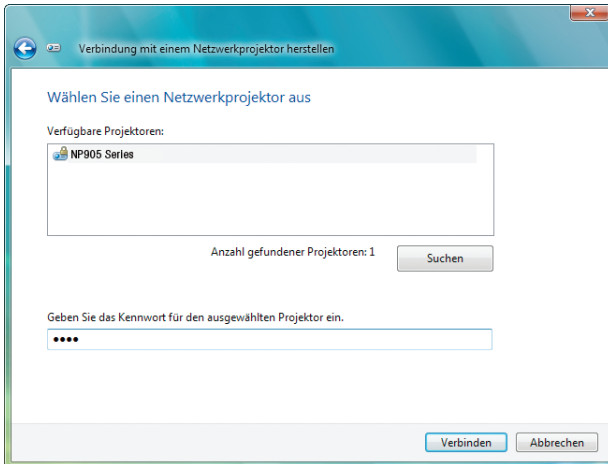 Verbindung mit einem Netzwerkprojektor herstellen
Wählen Sie einen Netzwerkprojektor aus
Verfügbare Projektoren:
NP905 Series
Anzahl gefundener Projektoren: 1
Suchen
Geben Sie das Kennwort für den ausgewählten Projektor ein.
••••
Verbinden
Abbrechen